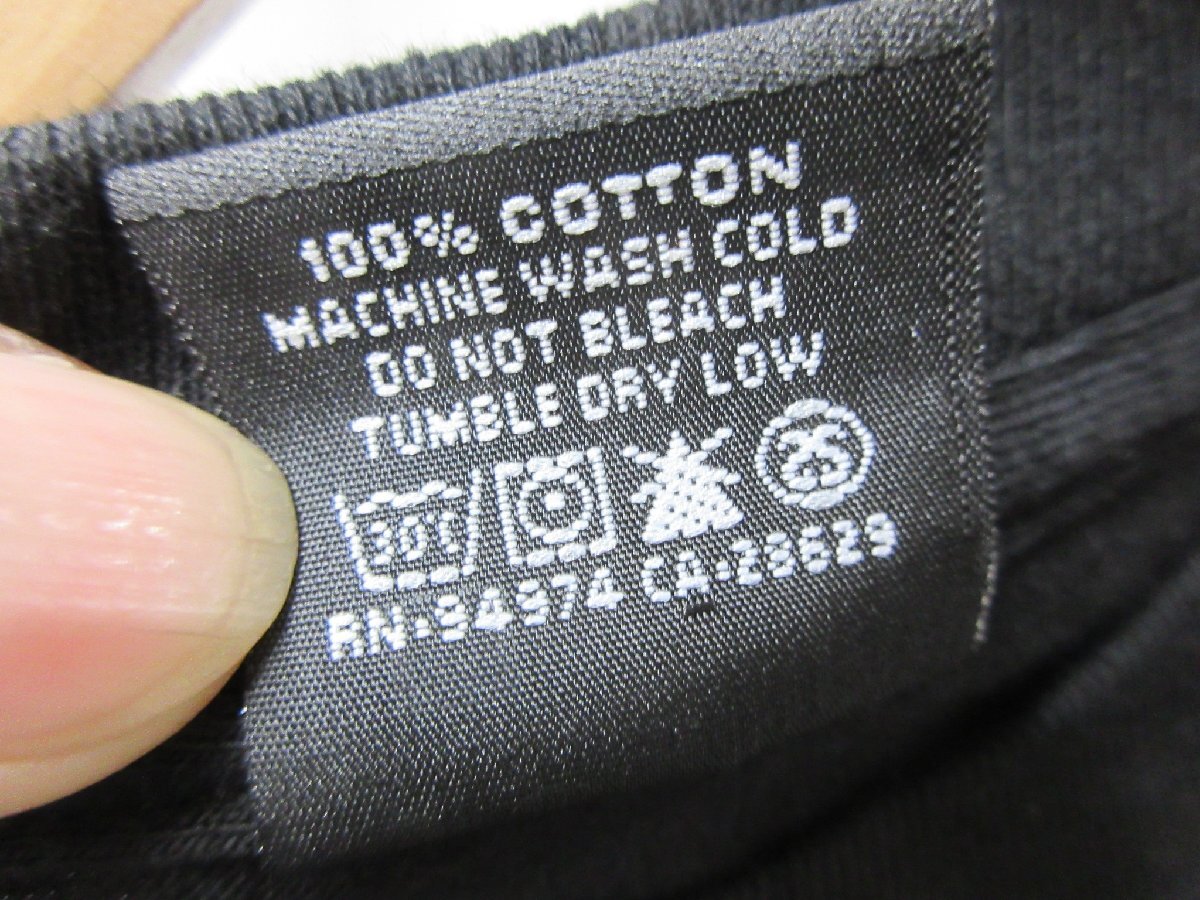 100% COTTON
MACHINE WASH COLD
DO NOT BLEACH
TUMBLE DRY LOW
30°C
RN-94974 CA-28629